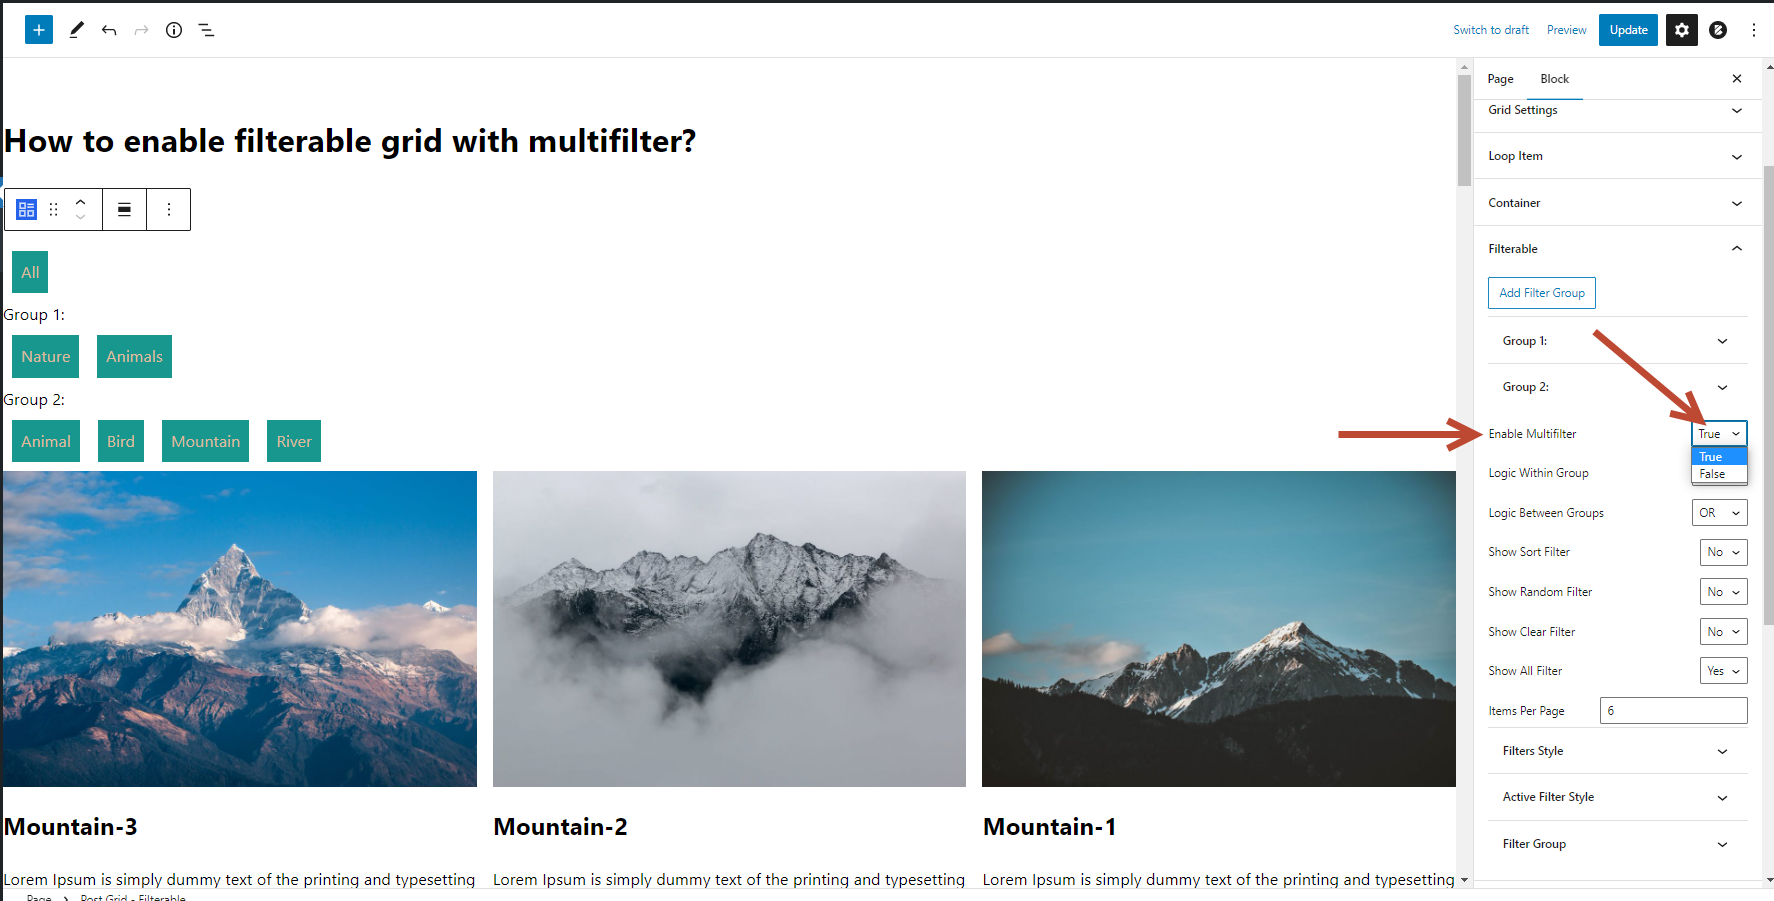 Switch to draft Preview Update
Page Block
How to enable filterable grid with multifilter?
All
Group 1:
Nature Animals
Group 2:
Animal Bird Mountain River
Mountain-3
Lorem Ipsum is simply dummy text of the printing and typesetting
Mountain-2
Lorem Ipsum is simply dummy text of the printing and typesetting
Mountain-1
Lorem Ipsum is simply dummy text of the printing and typesetting
Grid Settings
Loop Item
Container
Filterable
Add Filter Group
Group 1:
Group 2:
Enable Multifilter True
True
False
Logic Within Group
Logic Between Groups OR
Show Sort Filter No
Show Random Filter No
Show Clear Filter No
Show All Filter Yes
Items Per Page 6
Filters Style
Active Filter Style
Filter Group
Page > Post Grid - Filterable